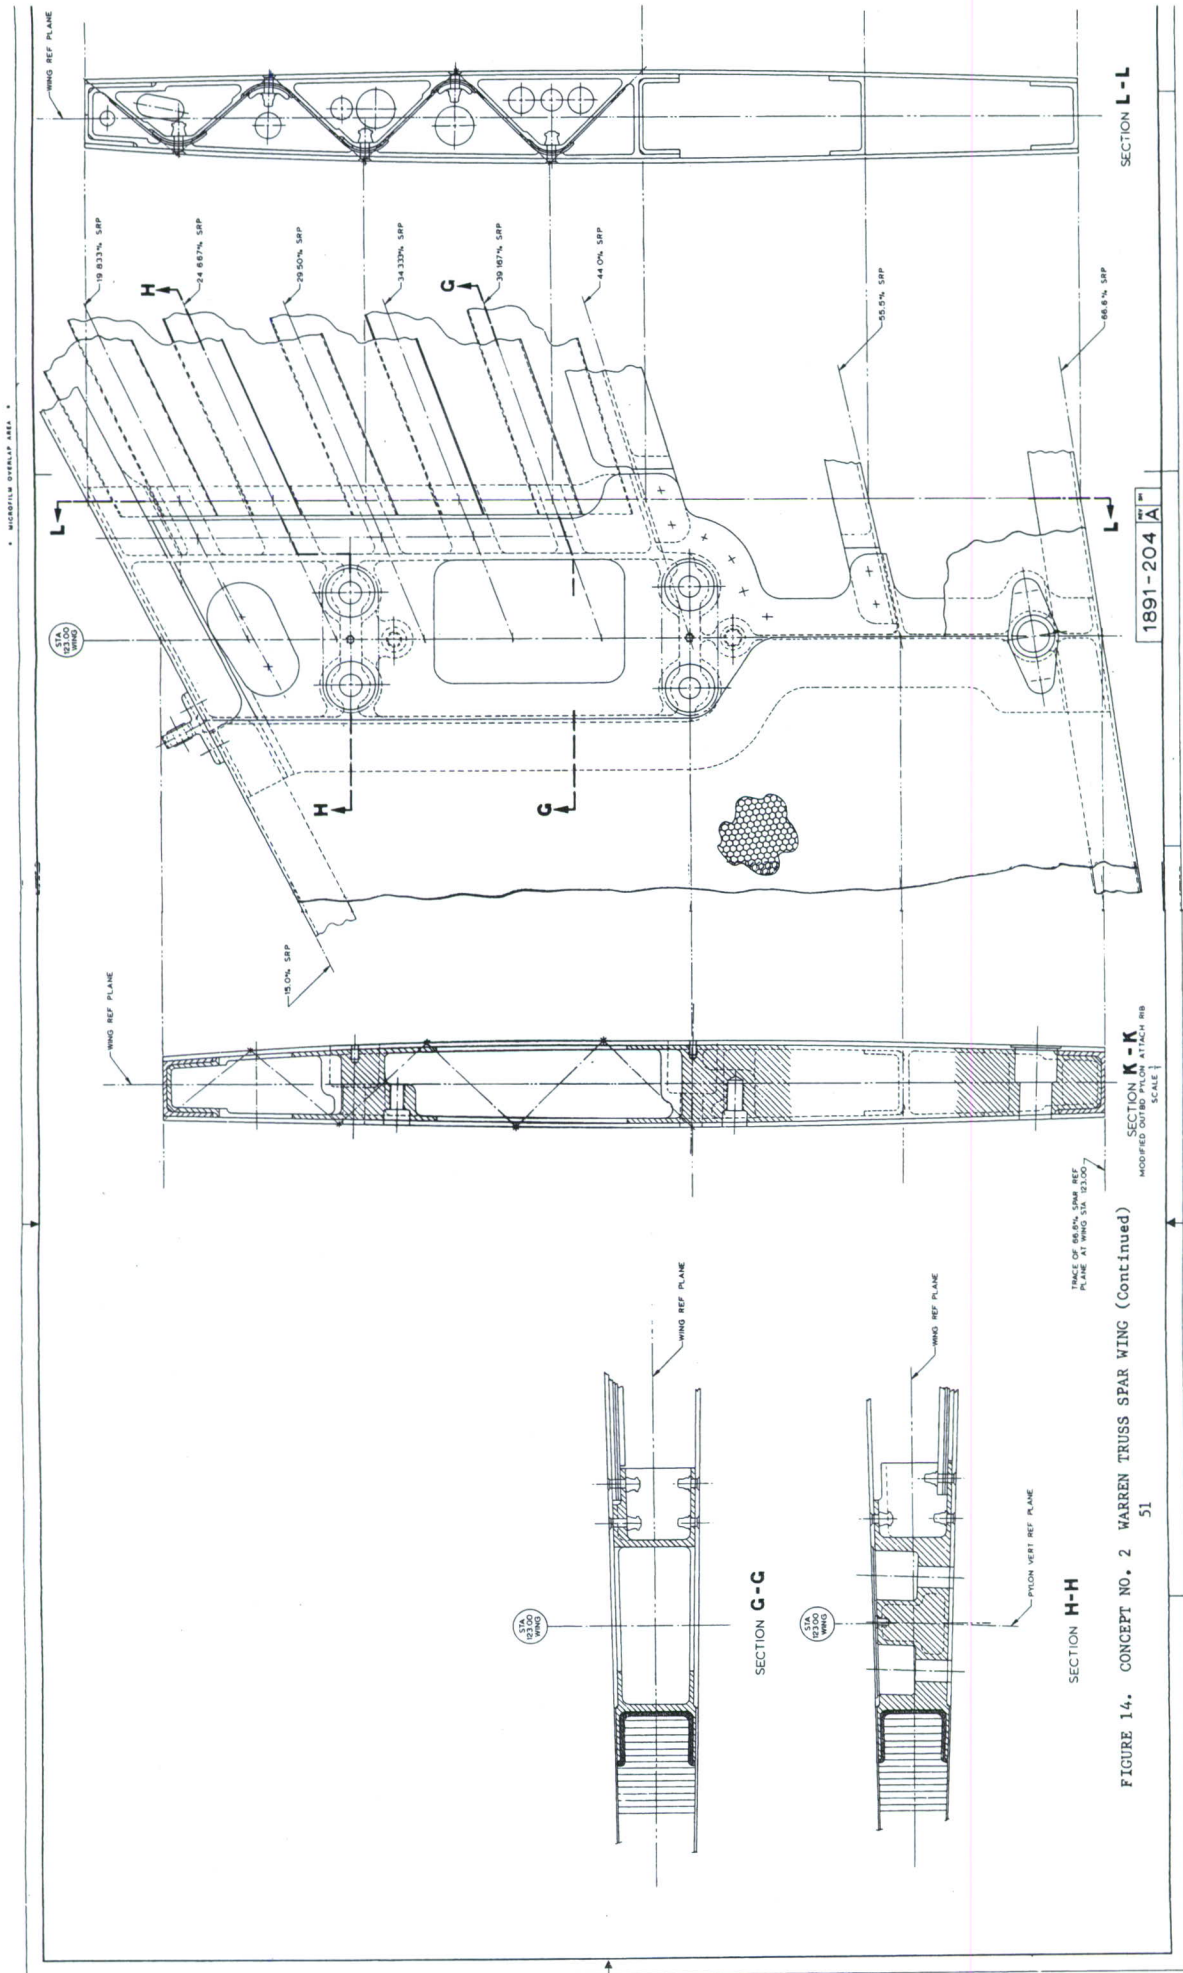 * MICROFILM OVERLAP AREA *
WING REF PLANE
SECTION L-L
19.833% SRP
24.667% SRP
29.50% SRP
34.333% SRP
39.167% SRP
44.0% SRP
55.5% SRP
66.6% SRP
H
G
L
L
STA
123.00
WING
H
G
15.0% SRP
1891-204 A
WING REF PLANE
SECTION K-K
MODIFIED OUTBD PYLON ATTACH RIB
SCALE 1/1
TRACE OF 66.6% SPAR REF
PLANE AT WING STA 123.00
WING REF PLANE
STA
123.00
WING
SECTION G-G
WING REF PLANE
STA
123.00
WING
PYLON VERT REF PLANE
SECTION H-H
FIGURE 14. CONCEPT NO. 2 WARREN TRUSS SPAR WING (Continued)
51